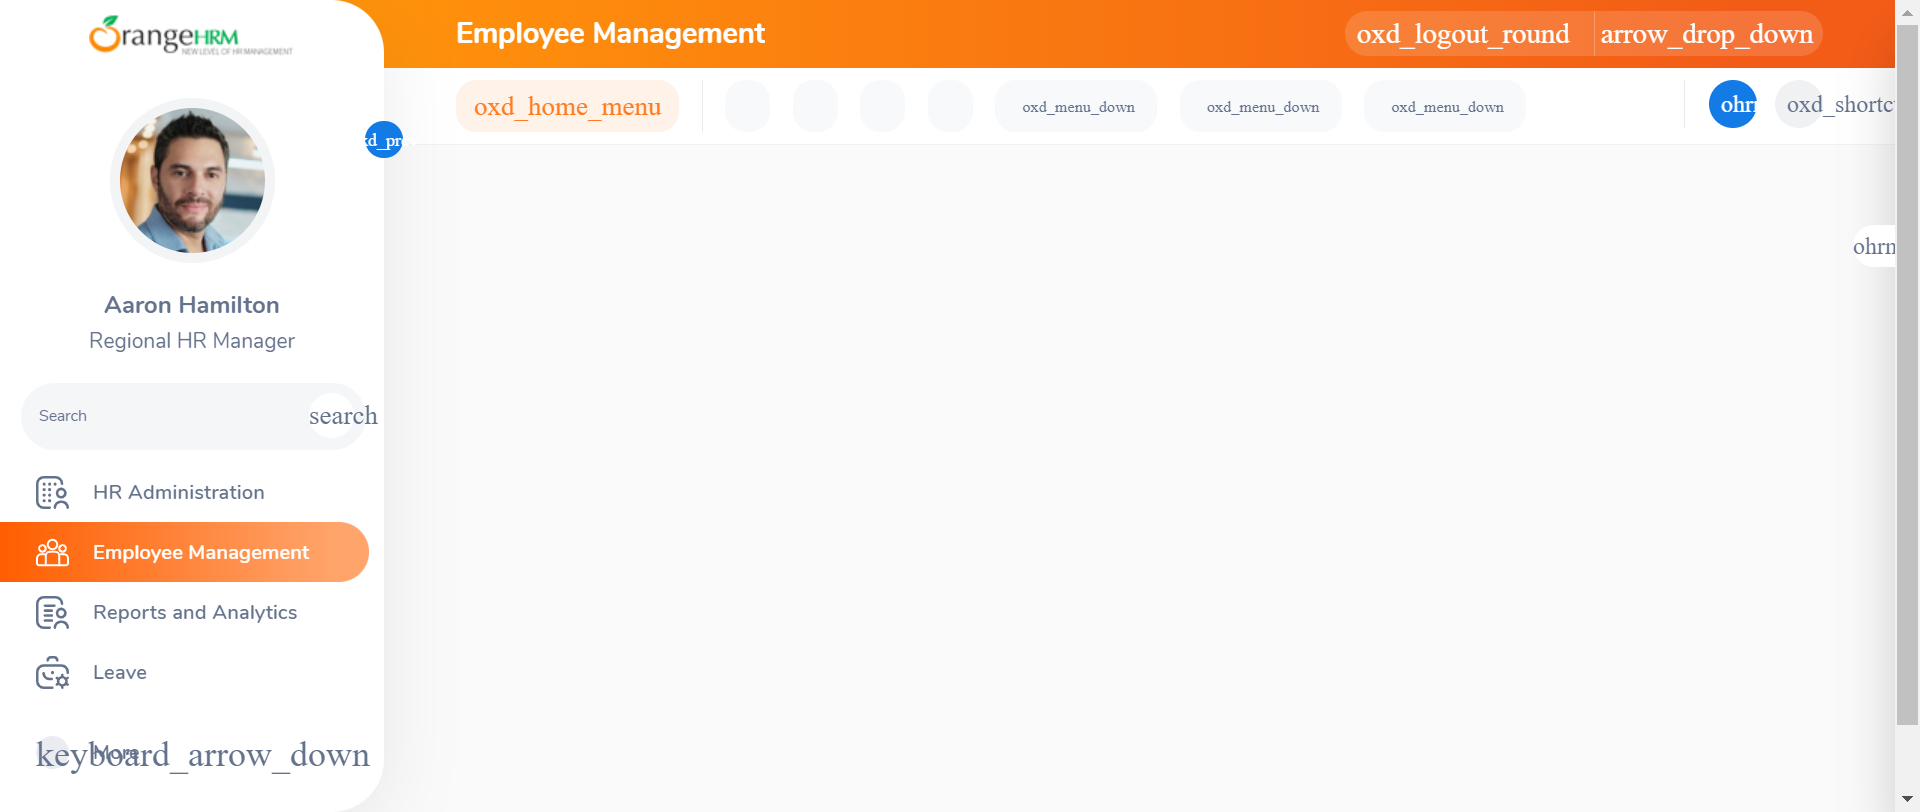 OrangeHRM
NEW LEVEL OF HR MANAGEMENT
Employee Management
oxd_logout_round
arrow_drop_down
oxd_home_menu
oxd_menu_down
oxd_menu_down
oxd_menu_down
ohr
oxd_shortc
xd_pre
ohrn
Aaron Hamilton
Regional HR Manager
Search
search
HR Administration
Employee Management
Reports and Analytics
Leave
More
keyboard_arrow_down